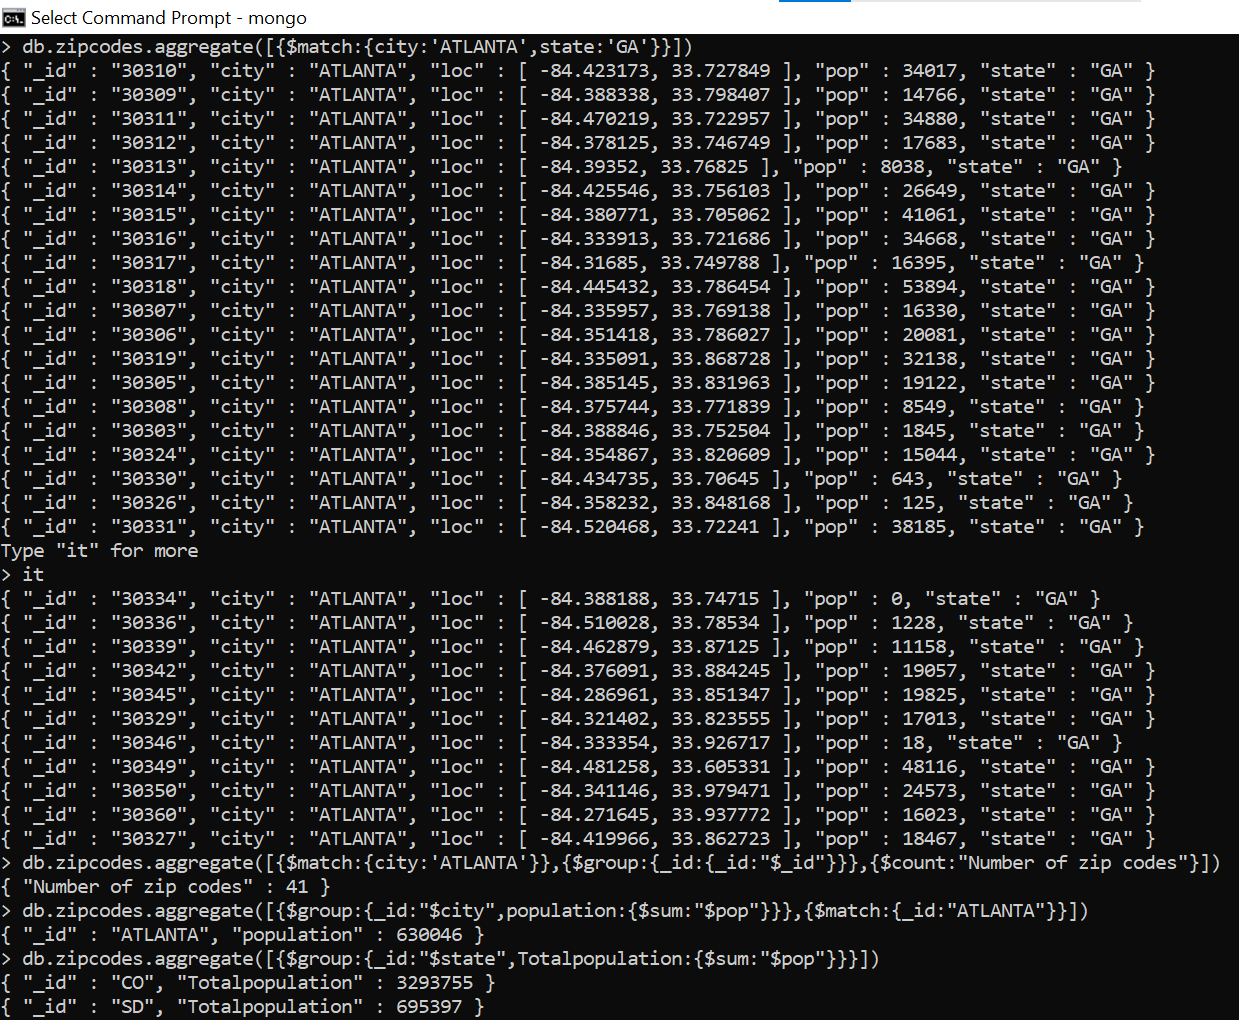 Select Command Prompt - mongo
> db.zipcodes.aggregate([{$match:{city:'ATLANTA',state:'GA'}}])
{ "_id" : "30310", "city" : "ATLANTA", "loc" : [ -84.423173, 33.727849 ], "pop" : 34017, "state" : "GA" }
{ "_id" : "30309", "city" : "ATLANTA", "loc" : [ -84.388338, 33.798407 ], "pop" : 14766, "state" : "GA" }
{ "_id" : "30311", "city" : "ATLANTA", "loc" : [ -84.470219, 33.722957 ], "pop" : 34880, "state" : "GA" }
{ "_id" : "30312", "city" : "ATLANTA", "loc" : [ -84.378125, 33.746749 ], "pop" : 17683, "state" : "GA" }
{ "_id" : "30313", "city" : "ATLANTA", "loc" : [ -84.39352, 33.76825 ], "pop" : 8038, "state" : "GA" }
{ "_id" : "30314", "city" : "ATLANTA", "loc" : [ -84.425546, 33.756103 ], "pop" : 26649, "state" : "GA" }
{ "_id" : "30315", "city" : "ATLANTA", "loc" : [ -84.380771, 33.705062 ], "pop" : 41061, "state" : "GA" }
{ "_id" : "30316", "city" : "ATLANTA", "loc" : [ -84.333913, 33.721686 ], "pop" : 34668, "state" : "GA" }
{ "_id" : "30317", "city" : "ATLANTA", "loc" : [ -84.31685, 33.749788 ], "pop" : 16395, "state" : "GA" }
{ "_id" : "30318", "city" : "ATLANTA", "loc" : [ -84.445432, 33.786454 ], "pop" : 53894, "state" : "GA" }
{ "_id" : "30307", "city" : "ATLANTA", "loc" : [ -84.335957, 33.769138 ], "pop" : 16330, "state" : "GA" }
{ "_id" : "30306", "city" : "ATLANTA", "loc" : [ -84.351418, 33.786027 ], "pop" : 20081, "state" : "GA" }
{ "_id" : "30319", "city" : "ATLANTA", "loc" : [ -84.335091, 33.868728 ], "pop" : 32138, "state" : "GA" }
{ "_id" : "30305", "city" : "ATLANTA", "loc" : [ -84.385145, 33.831963 ], "pop" : 19122, "state" : "GA" }
{ "_id" : "30308", "city" : "ATLANTA", "loc" : [ -84.375744, 33.771839 ], "pop" : 8549, "state" : "GA" }
{ "_id" : "30303", "city" : "ATLANTA", "loc" : [ -84.388846, 33.752504 ], "pop" : 1845, "state" : "GA" }
{ "_id" : "30324", "city" : "ATLANTA", "loc" : [ -84.354867, 33.820609 ], "pop" : 15044, "state" : "GA" }
{ "_id" : "30330", "city" : "ATLANTA", "loc" : [ -84.434735, 33.70645 ], "pop" : 643, "state" : "GA" }
{ "_id" : "30326", "city" : "ATLANTA", "loc" : [ -84.358232, 33.848168 ], "pop" : 125, "state" : "GA" }
{ "_id" : "30331", "city" : "ATLANTA", "loc" : [ -84.520468, 33.72241 ], "pop" : 38185, "state" : "GA" }
Type "it" for more
> it
{ "_id" : "30334", "city" : "ATLANTA", "loc" : [ -84.388188, 33.74715 ], "pop" : 0, "state" : "GA" }
{ "_id" : "30336", "city" : "ATLANTA", "loc" : [ -84.510028, 33.78534 ], "pop" : 1228, "state" : "GA" }
{ "_id" : "30339", "city" : "ATLANTA", "loc" : [ -84.462879, 33.87125 ], "pop" : 11158, "state" : "GA" }
{ "_id" : "30342", "city" : "ATLANTA", "loc" : [ -84.376091, 33.884245 ], "pop" : 19057, "state" : "GA" }
{ "_id" : "30345", "city" : "ATLANTA", "loc" : [ -84.286961, 33.851347 ], "pop" : 19825, "state" : "GA" }
{ "_id" : "30329", "city" : "ATLANTA", "loc" : [ -84.321402, 33.823555 ], "pop" : 17013, "state" : "GA" }
{ "_id" : "30346", "city" : "ATLANTA", "loc" : [ -84.333354, 33.926717 ], "pop" : 18, "state" : "GA" }
{ "_id" : "30349", "city" : "ATLANTA", "loc" : [ -84.481258, 33.605331 ], "pop" : 48116, "state" : "GA" }
{ "_id" : "30350", "city" : "ATLANTA", "loc" : [ -84.341146, 33.979471 ], "pop" : 24573, "state" : "GA" }
{ "_id" : "30360", "city" : "ATLANTA", "loc" : [ -84.271645, 33.937772 ], "pop" : 16023, "state" : "GA" }
{ "_id" : "30327", "city" : "ATLANTA", "loc" : [ -84.419966, 33.862723 ], "pop" : 18467, "state" : "GA" }
> db.zipcodes.aggregate([{$match:{city:'ATLANTA'}},{$group:{_id:{_id:"$_id"}}},{$count:"Number of zip codes"}])
{ "Number of zip codes" : 41 }
> db.zipcodes.aggregate([{$group:{_id:"$city",population:{$sum:"$pop"}}},{$match:{_id:"ATLANTA"}}])
{ "_id" : "ATLANTA", "population" : 630046 }
> db.zipcodes.aggregate([{$group:{_id:"$state",Totalpopulation:{$sum:"$pop"}}}])
{ "_id" : "CO", "Totalpopulation" : 3293755 }
{ "_id" : "SD", "Totalpopulation" : 695397 }